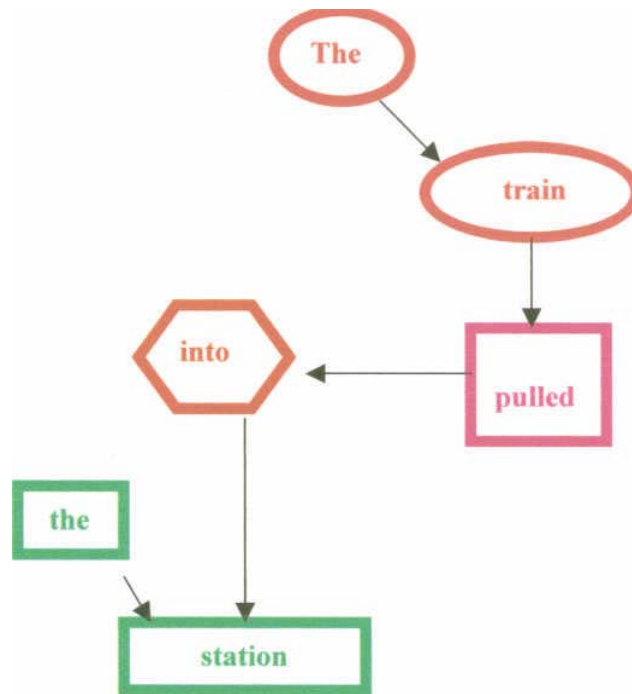 The
train
into
pulled
the
station